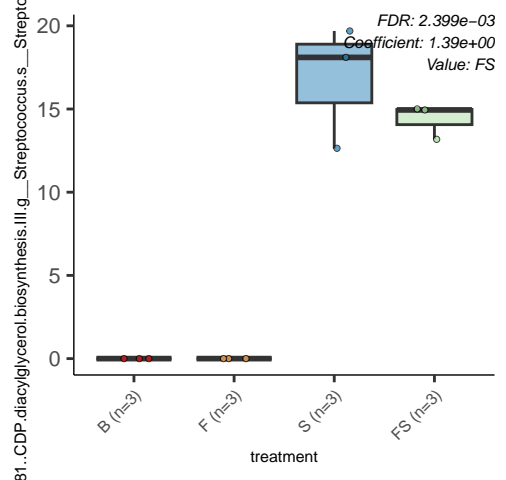 FDR: 2.399e−03
Coefficient: 1.39e+00
Value: FS
81..CDP.diacylglycerol.biosynthesis.III.g__Streptococcus.s__Strepto
20
15
10
5
0
B (n=3)
F (n=3)
S (n=3)
FS (n=3)
treatment